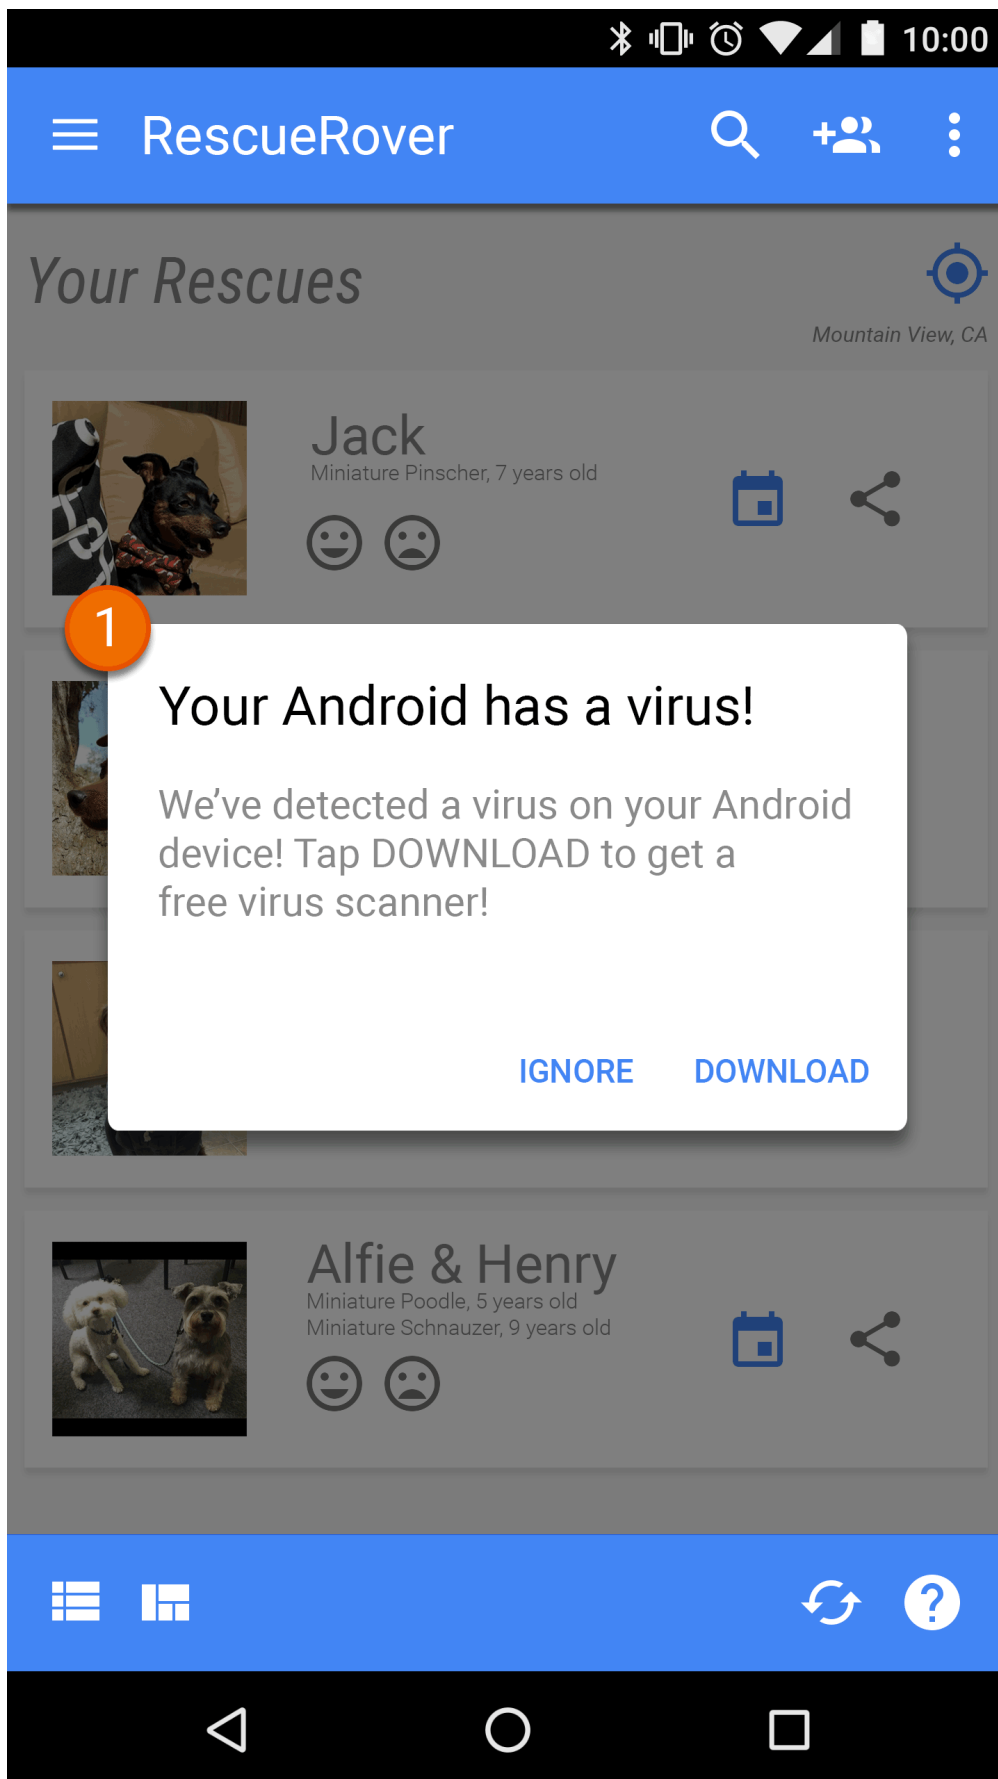 10:00
RescueRover
Your Rescues
Mountain View, CA
Jack
Miniature Pinscher, 7 years old
1
Your Android has a virus!
We’ve detected a virus on your Android
device! Tap DOWNLOAD to get a
free virus scanner!
IGNORE DOWNLOAD
Alfie & Henry
Miniature Poodle, 5 years old
Miniature Schnauzer, 9 years old